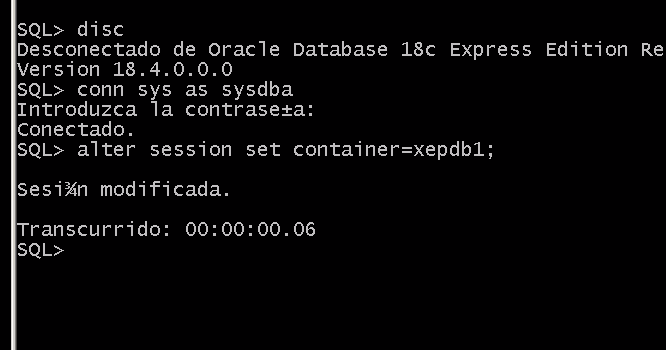 SQL> disc
Desconectado de Oracle Database 18c Express Edition Re
Version 18.4.0.0.0
SQL> conn sys as sysdba
Introduzca la contrase±a:
Conectado.
SQL> alter session set container=xepdb1;
Sesi¾n modificada.
Transcurrido: 00:00:00.06
SQL>